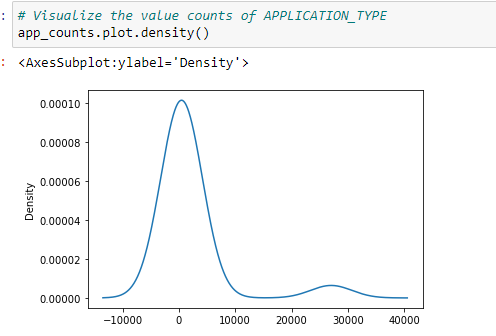 : # Visualize the value counts of APPLICATION_TYPE
app_counts.plot.density()
: <AxesSubplot:ylabel='Density'>
0.00010
0.00008
0.00006
0.00004
0.00002
0.00000
Density
−10000 0 10000 20000 30000 40000